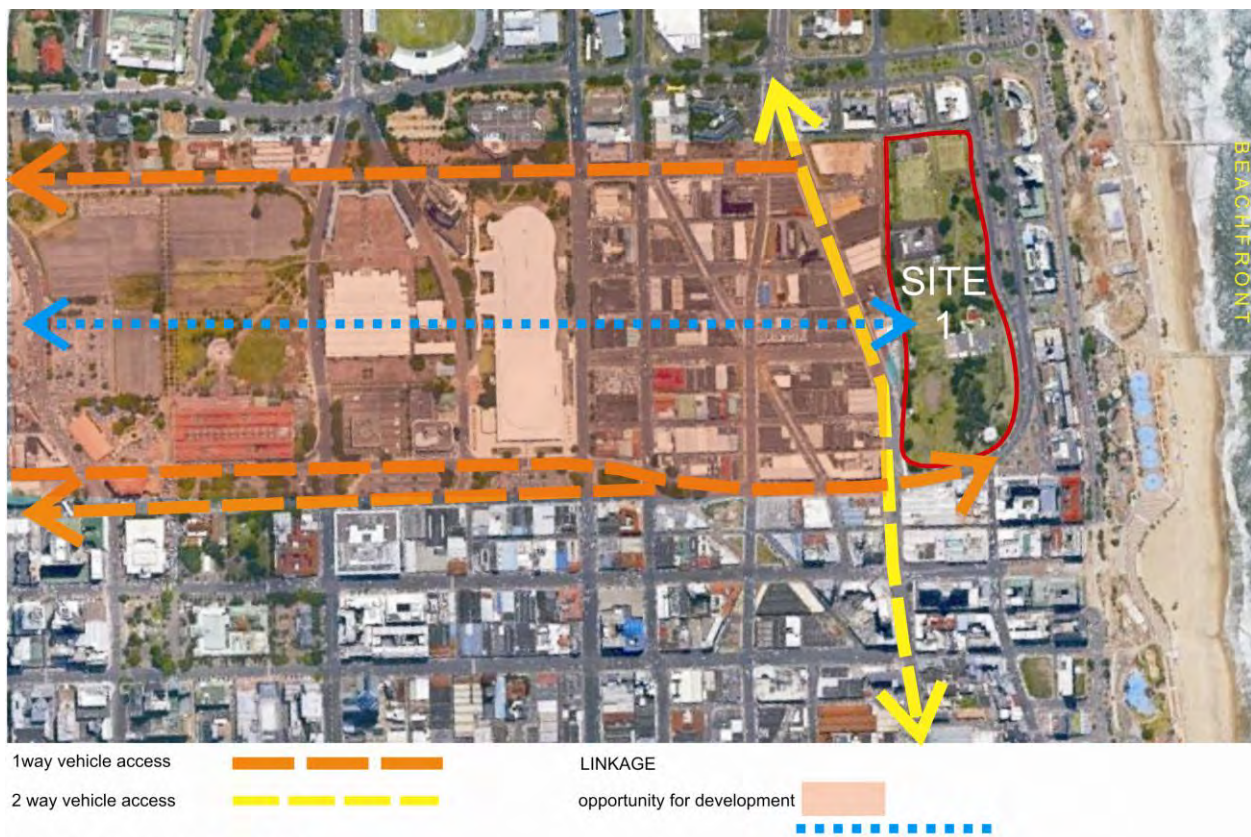 BEACHFRONT
SITE
1
1way vehicle access
LINKAGE
2 way vehicle access
opportunity for development